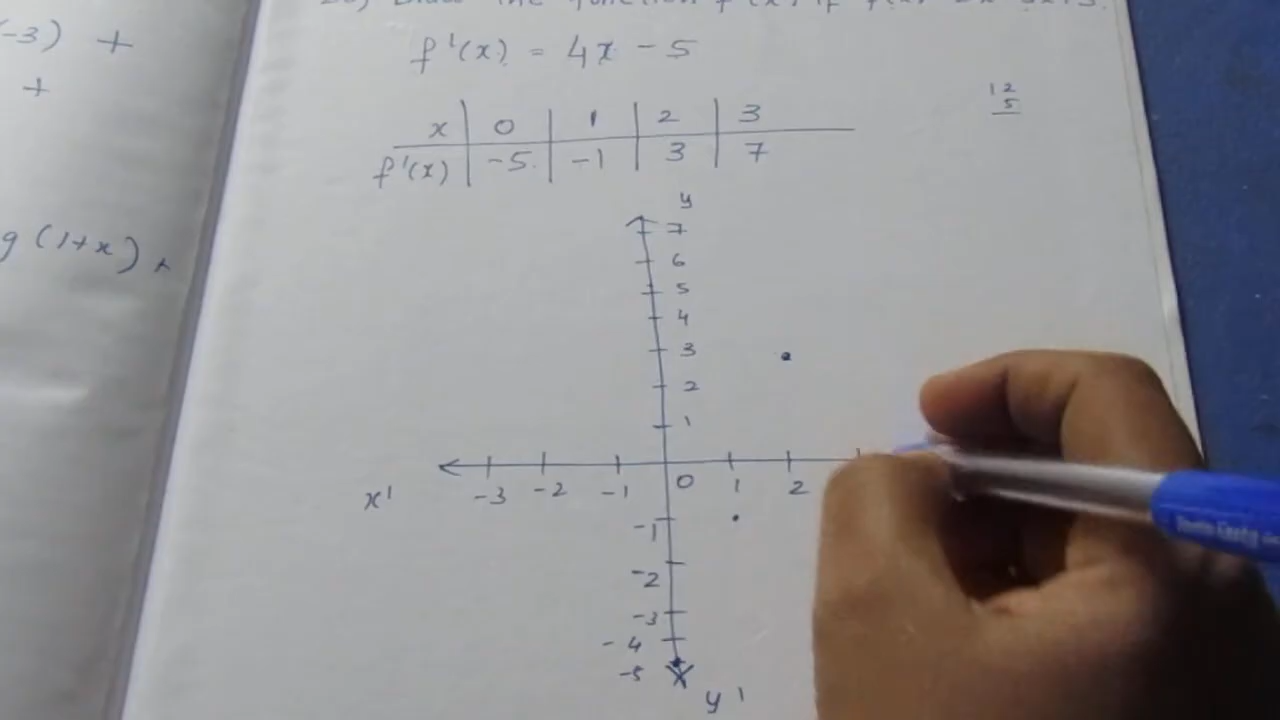 -3) +
+
g (1+x) +
f'(x) = 4x - 5
12
5
x 0 1 2 3
f'(x) -5 -1 3 7
y
7
6
5
4
3
2
1
x' -3 -2 -1 0 1 2
-1
-2
-3
-4
-5
y'